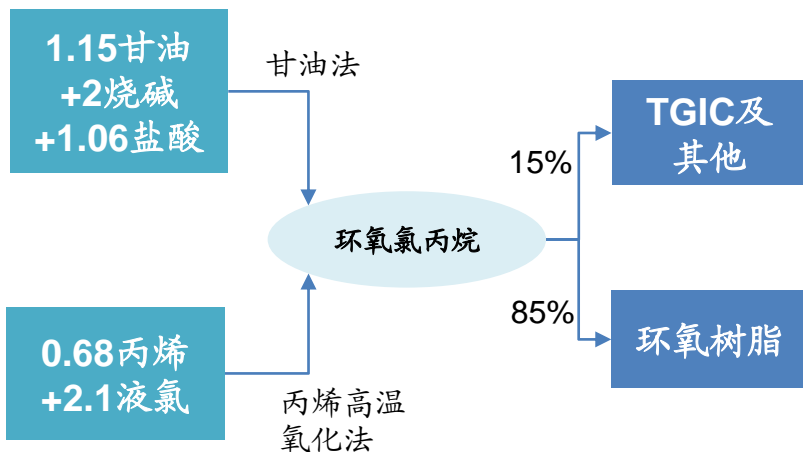 1.15甘油
+2烧碱
+1.06盐酸
甘油法
环氧氯丙烷
0.68丙烯
+2.1液氯
丙烯高温
氧化法
15%
TGIC及
其他
85%
环氧树脂